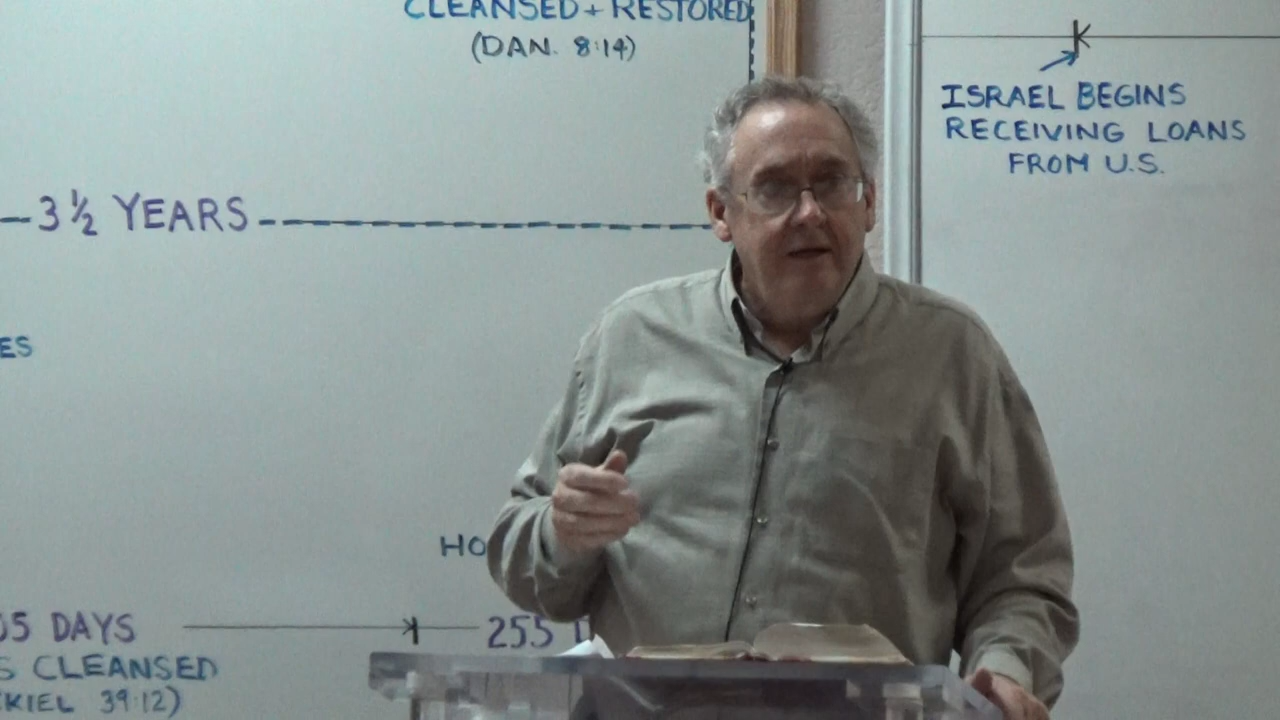 CLEANSED + RESTORED
(DAN. 8:14)
3 ½ YEARS
ES
HO
05 DAYS
255
S CLEANSED
KIEL 39:12)
ISRAEL BEGINS
RECEIVING LOANS
FROM U.S.